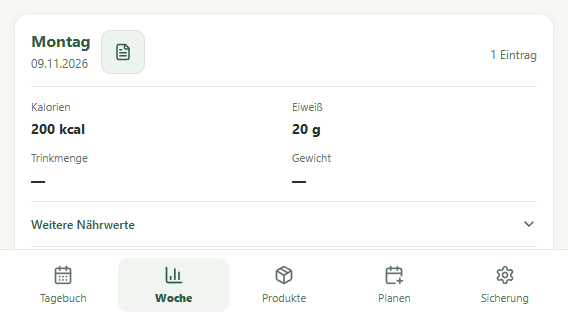 Montag
09.11.2026
1 Eintrag
Kalorien
Eiweiß
200 kcal
20 g
Trinkmenge
Gewicht
—
—
Weitere Nährwerte
Tagebuch
Woche
Produkte
Planen
Sicherung